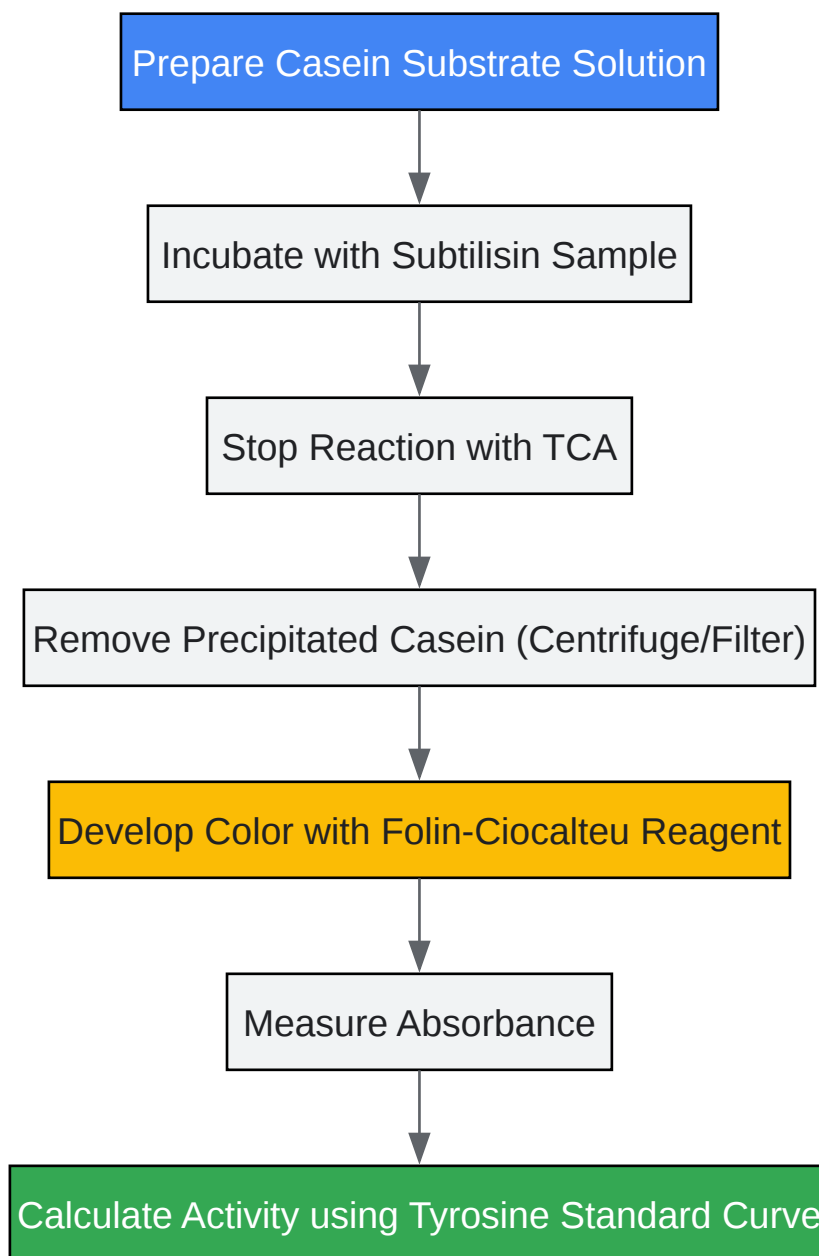 Prepare Casein Substrate Solution
Incubate with Subtilisin Sample
Stop Reaction with TCA
Remove Precipitated Casein (Centrifuge/Filter)
Develop Color with Folin-Ciocalteu Reagent
Measure Absorbance
Calculate Activity using Tyrosine Standard Curve